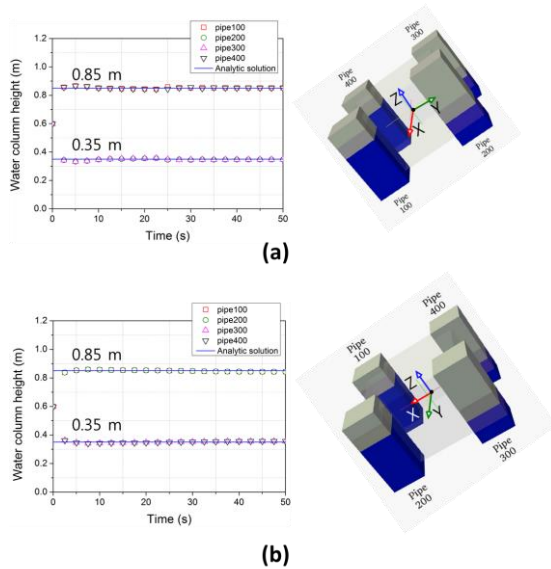 pipe100
pipe200
pipe300
pipe400
Analytic solution
Water column height (m)
1.2
1.0
0.8
0.6
0.4
0.2
0.0
0.85 m
0.35 m
0
10
20
30
40
50
Time (s)
Pipe 300
Pipe 400
Z
Y
X
Pipe 200
Pipe 100
(a)
pipe100
pipe200
pipe300
pipe400
Analytic solution
Water column height (m)
1.2
1.0
0.8
0.6
0.4
0.2
0.0
0.85 m
0.35 m
0
10
20
30
40
50
Time (s)
Pipe 400
Pipe 100
Z
X
Y
Pipe 300
Pipe 200
(b)